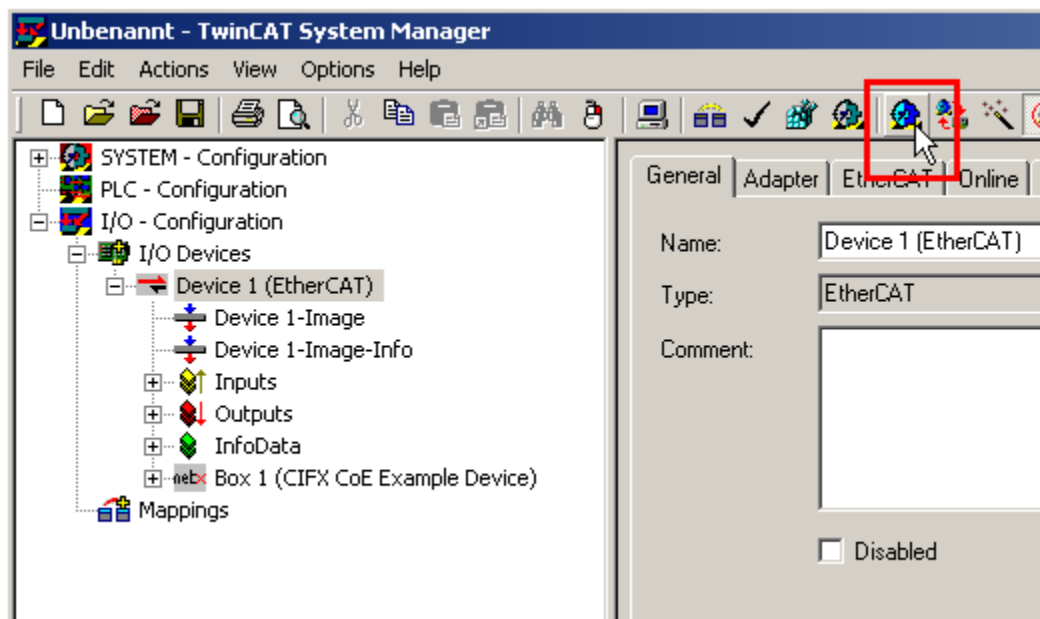 Unbenannt - TwinCAT System Manager
File Edit Actions View Options Help
SYSTEM - Configuration
PLC - Configuration
I/O - Configuration
I/O Devices
Device 1 (EtherCAT)
Device 1-Image
Device 1-Image-Info
Inputs
Outputs
InfoData
netx Box 1 (CIFX CoE Example Device)
Mappings
General Adapter EtherCAT Online
Name: Device 1 (EtherCAT)
Type: EtherCAT
Comment:
Disabled